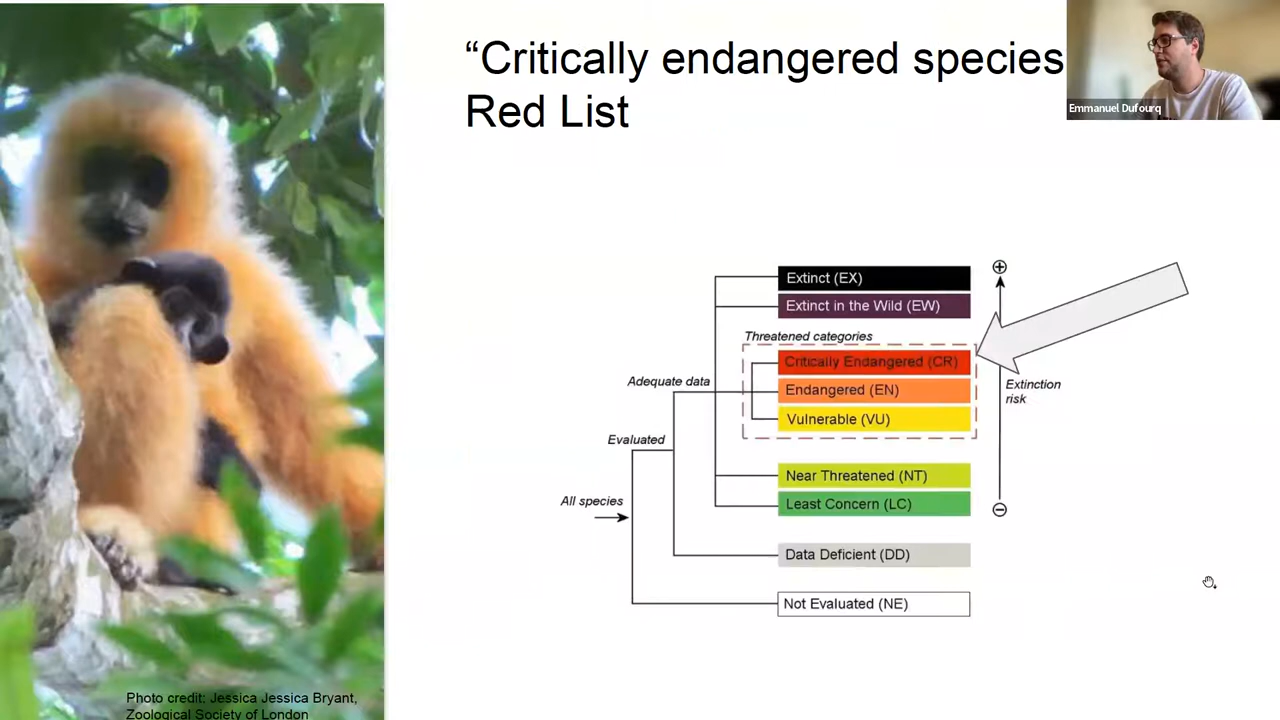 “Critically endangered species
Red List
Emmanuel Dufourq
Extinct (EX)
Extinct in the Wild (EW)
Threatened categories
Critically Endangered (CR)
Adequate data
Endangered (EN)
Extinction
risk
Vulnerable (VU)
Evaluated
Near Threatened (NT)
All species
Least Concern (LC)
Data Deficient (DD)
Not Evaluated (NE)
Photo credit: Jessica Jessica Bryant,
Zoological Society of London